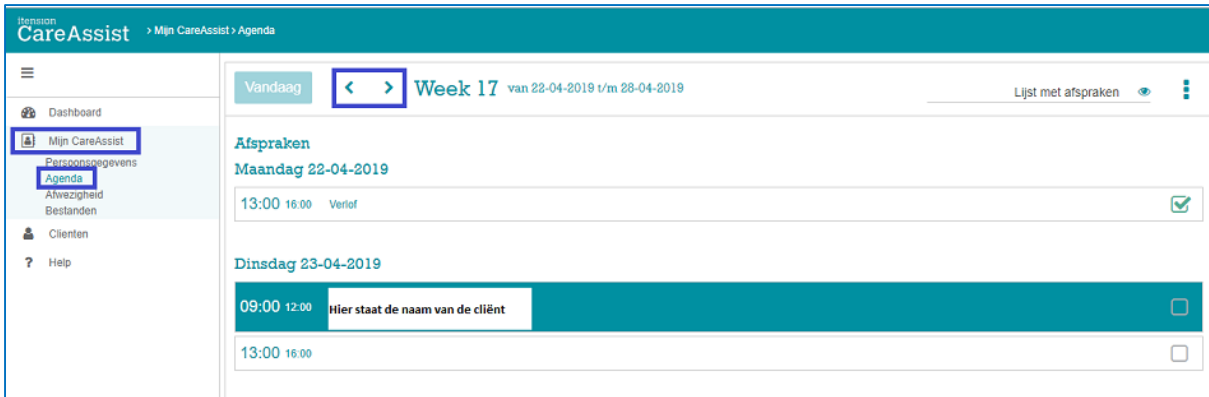 itension
CareAssist > Mijn CareAssist > Agenda
Vandaag < > Week 17 van 22-04-2019 t/m 28-04-2019 Lijst met afspraken
Dashboard
Mijn CareAssist
Persoonsgegevens
Agenda
Afwezigheid
Bestanden
Clienten
? Help
Afspraken
Maandag 22-04-2019
13:00 16:00 Verlof
Dinsdag 23-04-2019
09:00 12:00 Hier staat de naam van de cliënt
13:00 16:00